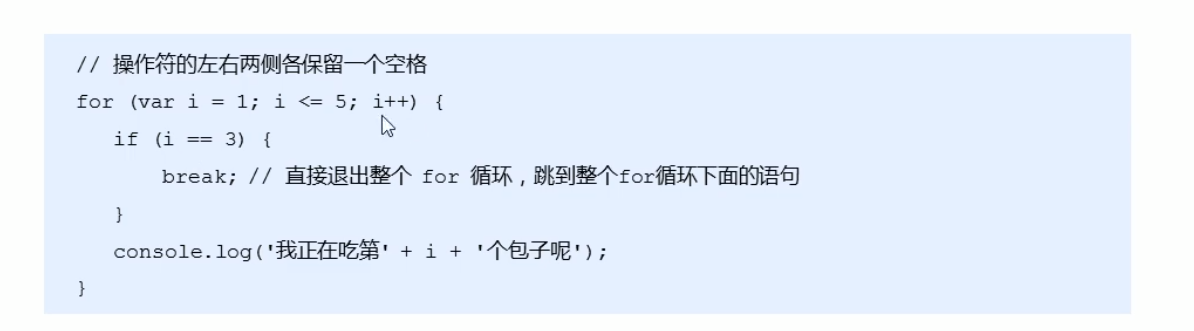 // 操作符的左右两侧各保留一个空格
for (var i = 1; i <= 5; i++) {
if (i == 3) {
break; // 直接退出整个 for 循环，跳到整个for循环下面的语句
}
console.log('我正在吃第' + i + '个包子呢');
}